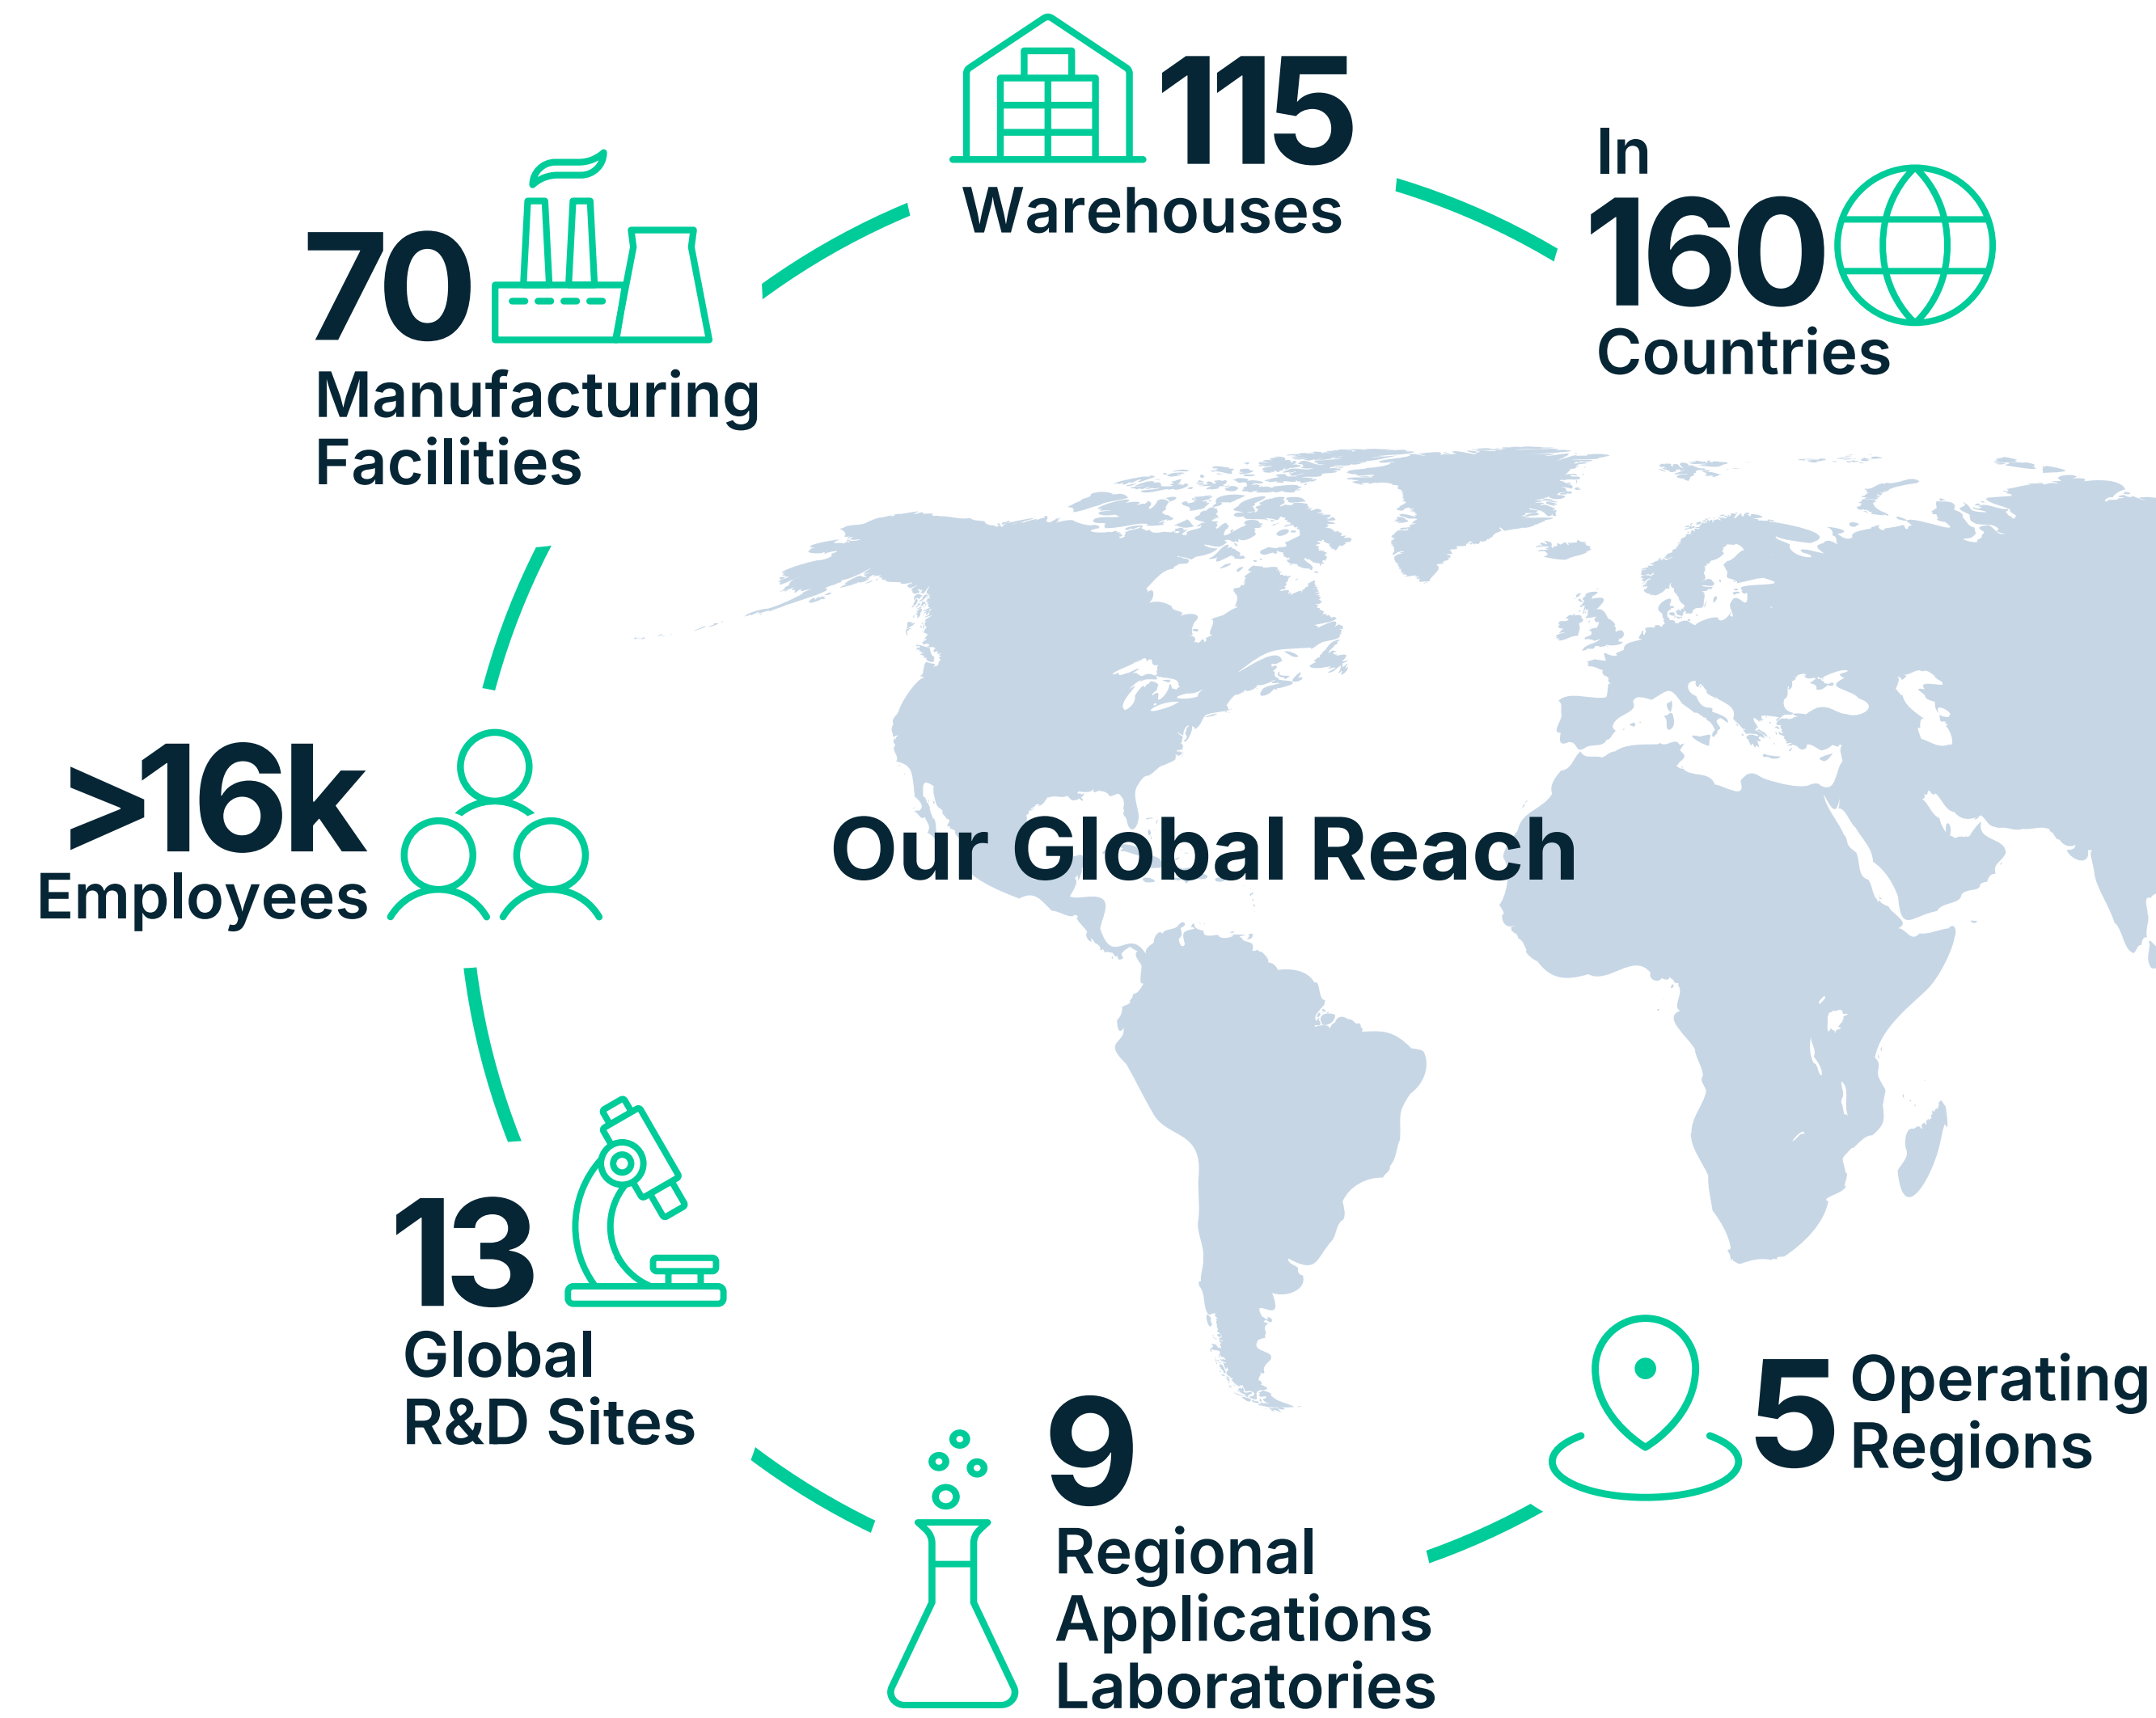 115
Warehouses
In
160
Countries
70
Manufacturing
Facilities
>16k
Employees
Our Global Reach
13
Global
R&D Sites
9
Regional
Applications
Laboratories
5
Operating
Regions